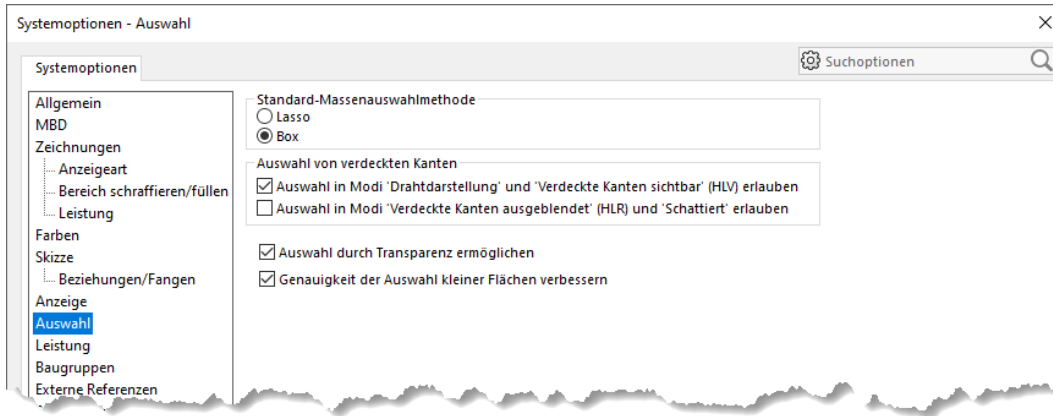 Systemoptionen - Auswahl
Systemoptionen
Suchoptionen
Allgemein
MBD
Zeichnungen
Anzeigeart
Bereich schraffieren/füllen
Leistung
Farben
Skizze
Beziehungen/Fangen
Anzeige
Auswahl
Leistung
Baugruppen
Externe Referenzen
Standard-Massenauswahlmethode
Lasso
Box
Auswahl von verdeckten Kanten
Auswahl in Modi 'Drahtdarstellung' und 'Verdeckte Kanten sichtbar' (HLV) erlauben
Auswahl in Modi 'Verdeckte Kanten ausgeblendet' (HLR) und 'Schattiert' erlauben
Auswahl durch Transparenz ermöglichen
Genauigkeit der Auswahl kleiner Flächen verbessern